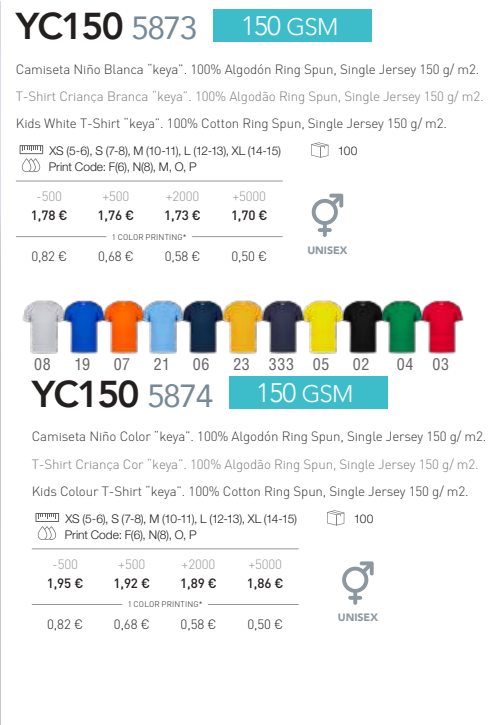 YC150 5873 150 GSM
Camiseta Niño Blanca "keya". 100% Algodón Ring Spun, Single Jersey 150 g/ m2.
T-Shirt Criança Branca "keya". 100% Algodão Ring Spun, Single Jersey 150 g/ m2.
Kids White T-Shirt "keya". 100% Cotton Ring Spun, Single Jersey 150 g/ m2.
XS (5-6), S (7-8), M (10-11), L (12-13), XL (14-15) 100
Print Code: F(6), N(8), M, O, P
-500 +500 +2000 +5000
1,78 € 1,76 € 1,73 € 1,70 €
1 COLOR PRINTING*
UNISEX
0,82 € 0,68 € 0,58 € 0,50 €
08 19 07 21 06 23 333 05 02 04 03
YC150 5874 150 GSM
Camiseta Niño Color "keya". 100% Algodón Ring Spun, Single Jersey 150 g/ m2.
T-Shirt Criança Cor "keya". 100% Algodão Ring Spun, Single Jersey 150 g/ m2.
Kids Colour T-Shirt "keya". 100% Cotton Ring Spun, Single Jersey 150 g/ m2.
XS (5-6), S (7-8), M (10-11), L (12-13), XL (14-15) 100
Print Code: F(6), N(8), O, P
-500 +500 +2000 +5000
1,95 € 1,92 € 1,89 € 1,86 €
1 COLOR PRINTING*
UNISEX
0,82 € 0,68 € 0,58 € 0,50 €